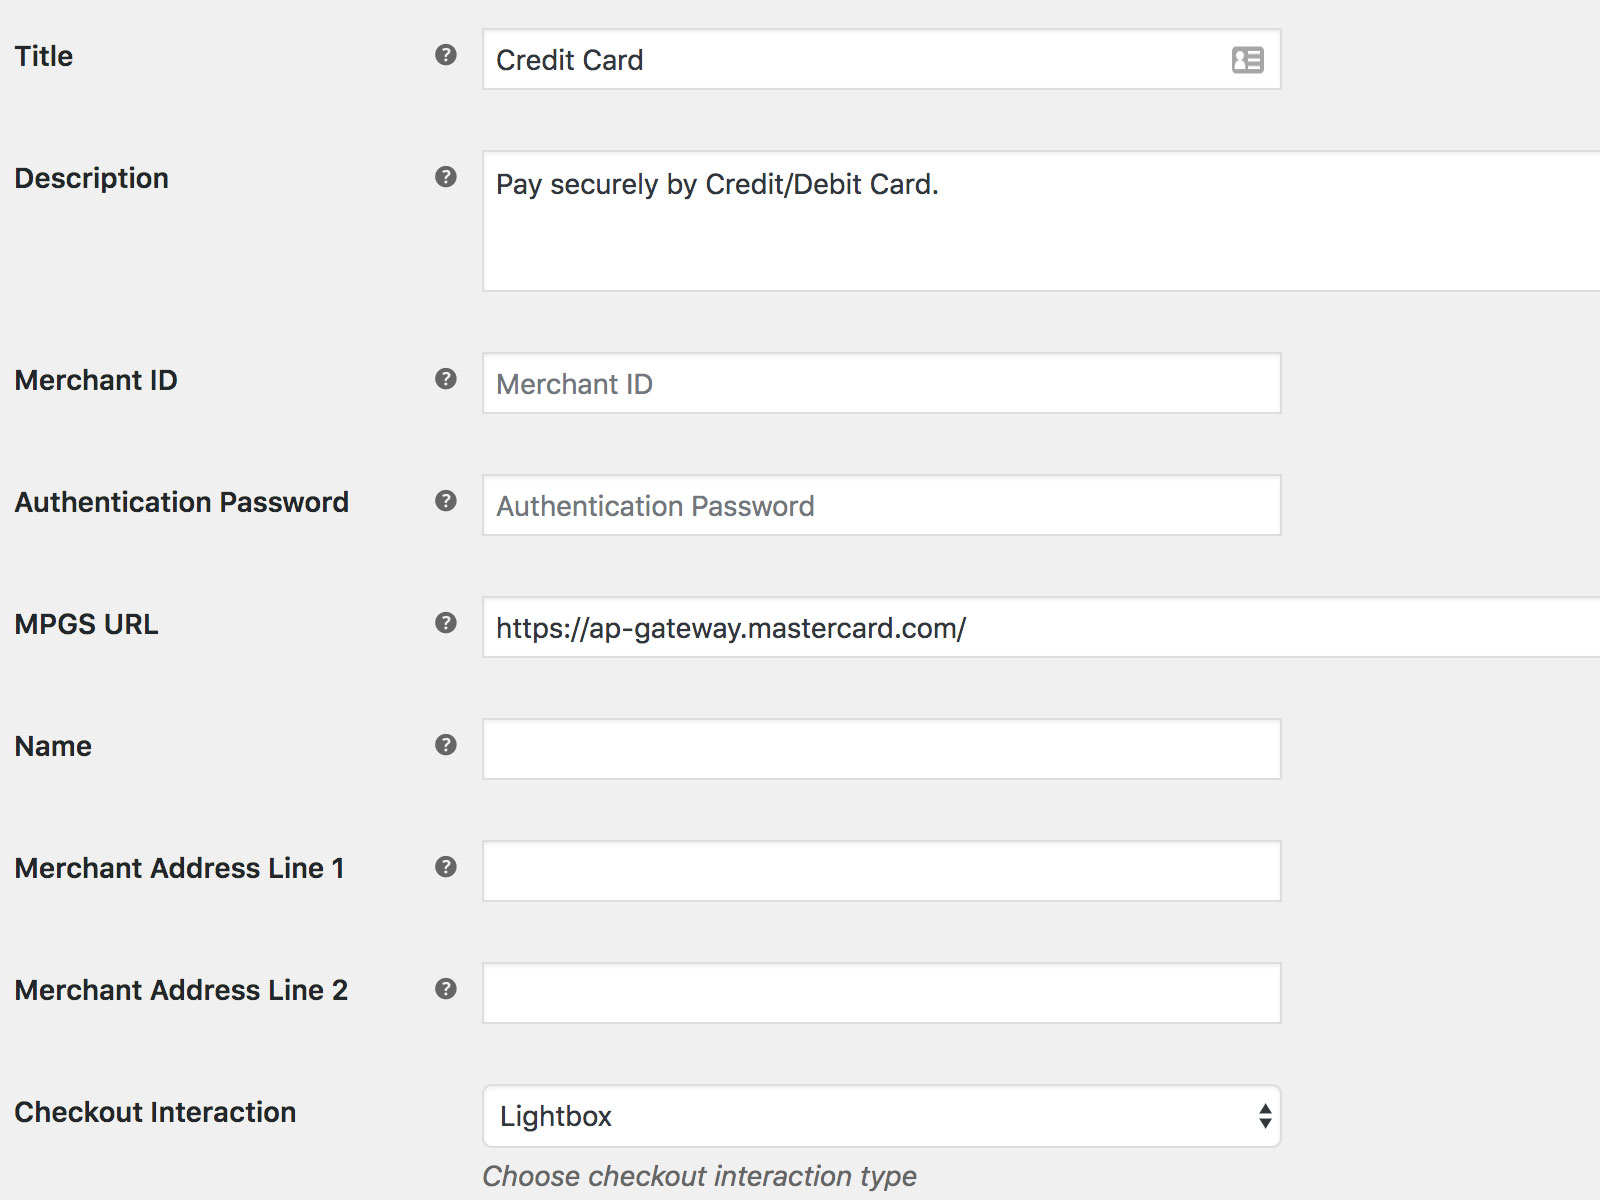 Title
Credit Card
Description
Pay securely by Credit/Debit Card.
Merchant ID
Merchant ID
Authentication Password
Authentication Password
MPGS URL
https://ap-gateway.mastercard.com/
Name
Merchant Address Line 1
Merchant Address Line 2
Checkout Interaction
Lightbox
Choose checkout interaction type